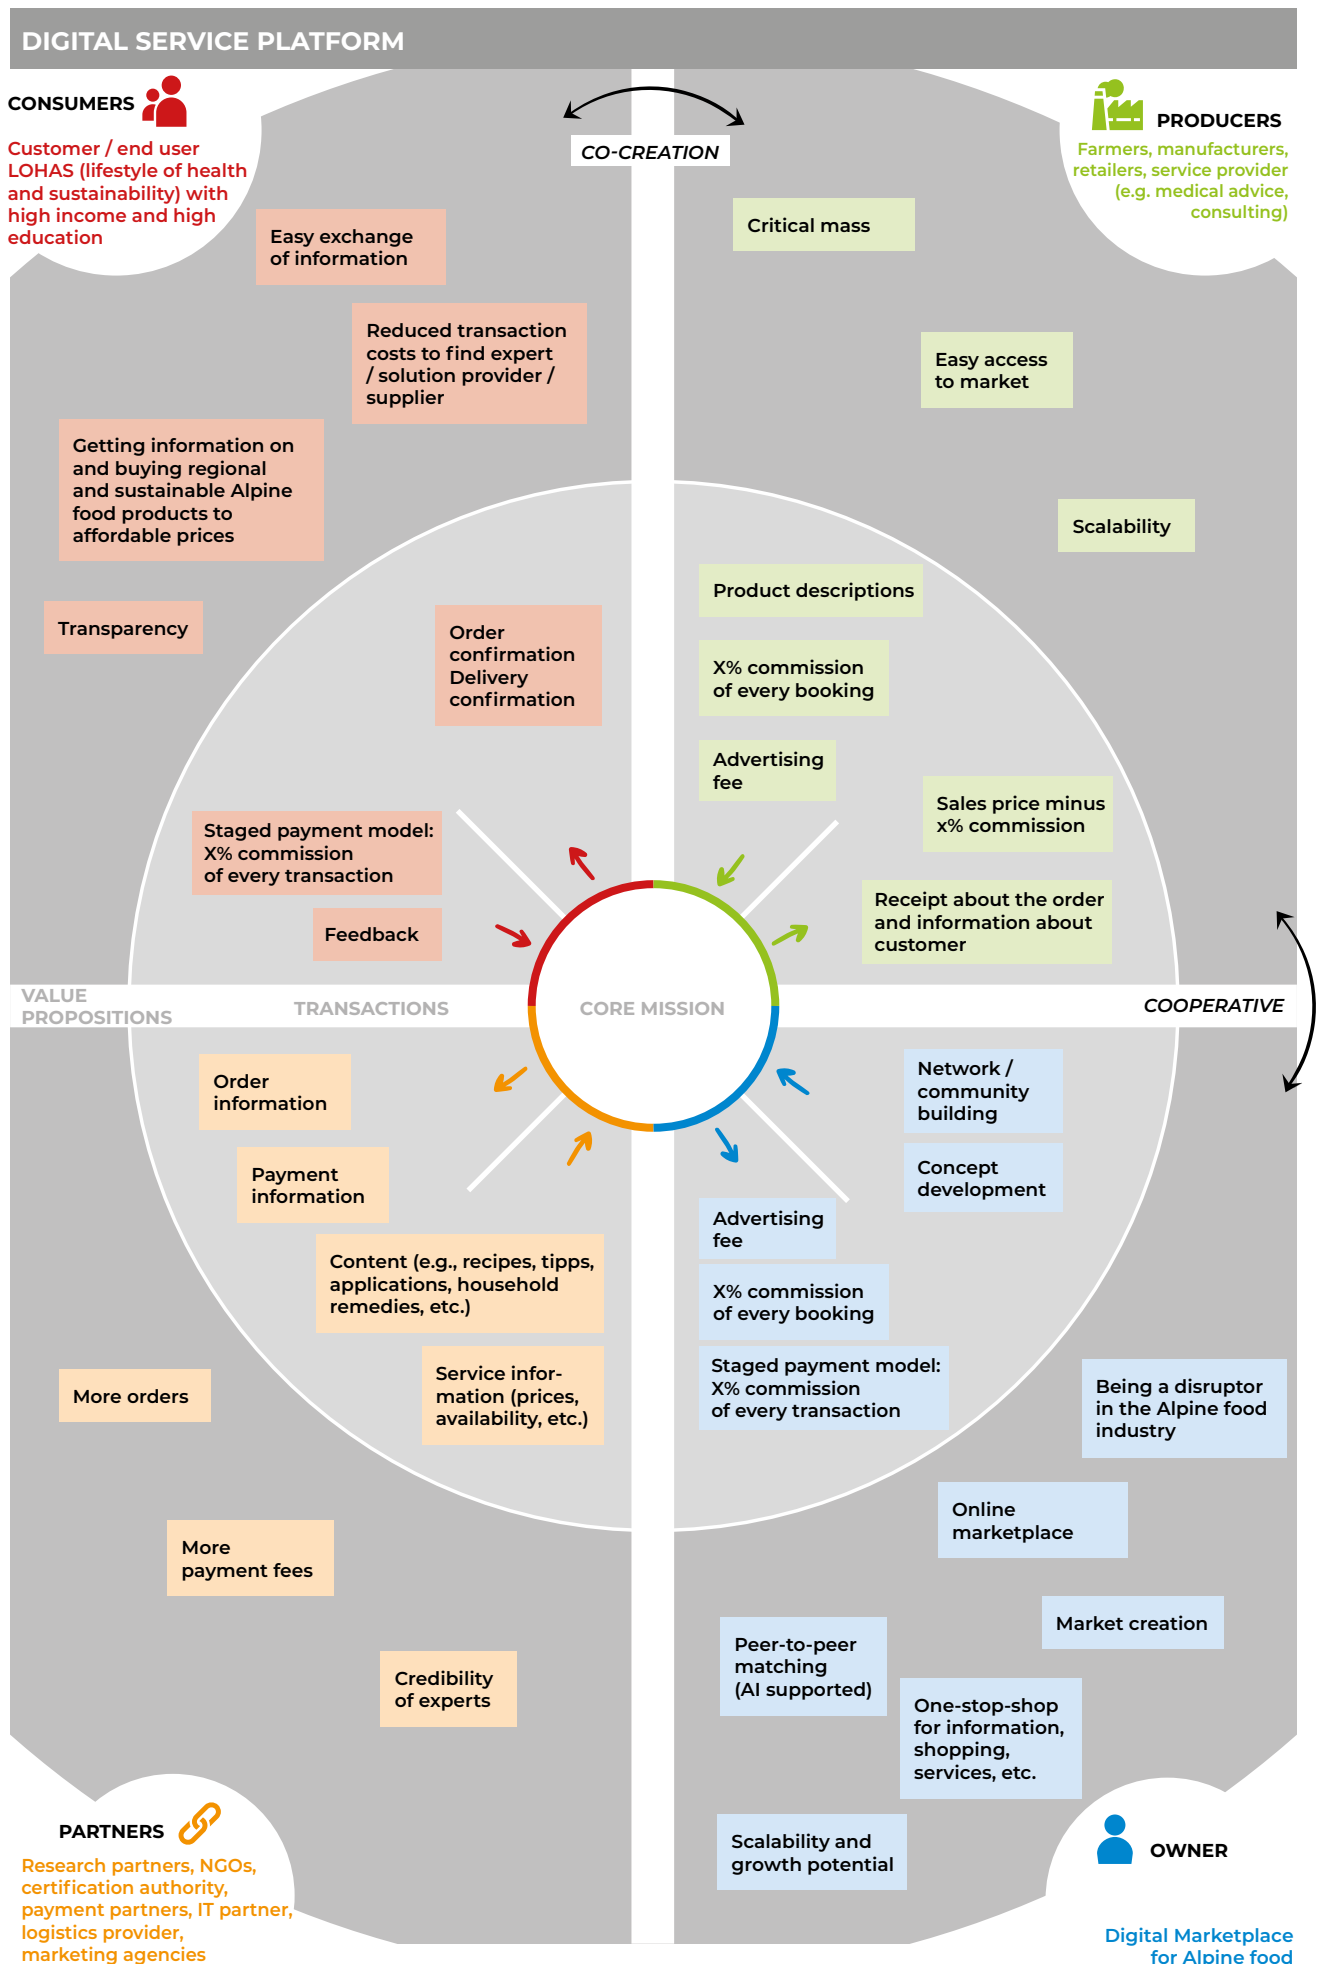 DIGITAL SERVICE PLATFORM
CONSUMERS
Customer / end user
LOHAS (lifestyle of health
and sustainability) with
high income and high
education
CO-CREATION
PRODUCERS
Farmers, manufacturers,
retailers, service provider
(e.g. medical advice,
consulting)
Easy exchange
of information
Reduced transaction
costs to find expert
/ solution provider /
supplier
Getting information on
and buying regional
and sustainable Alpine
food products to
affordable prices
Transparency
Critical mass
Easy access
to market
Scalability
Order
confirmation
Delivery
confirmation
Staged payment model:
X% commission
of every transaction
Feedback
Product descriptions
X% commission
of every booking
Advertising
fee
Sales price minus
x% commission
Receipt about the order
and information about
customer
VALUE
PROPOSITIONS
TRANSACTIONS
CORE MISSION
COOPERATIVE
Order
information
Payment
information
Content (e.g., recipes, tipps,
applications, household
remedies, etc.)
Service infor-
mation (prices,
availability, etc.)
Network /
community
building
Concept
development
Advertising
fee
X% commission
of every booking
Staged payment model:
X% commission
of every transaction
More orders
More
payment fees
Credibility
of experts
Being a disruptor
in the Alpine food
industry
Online
marketplace
Market creation
Peer-to-peer
matching
(AI supported)
One-stop-shop
for information,
shopping,
services, etc.
Scalability and
growth potential
PARTNERS
Research partners, NGOs,
certification authority,
payment partners, IT partner,
logistics provider,
marketing agencies
OWNER
Digital Marketplace
for Alpine food